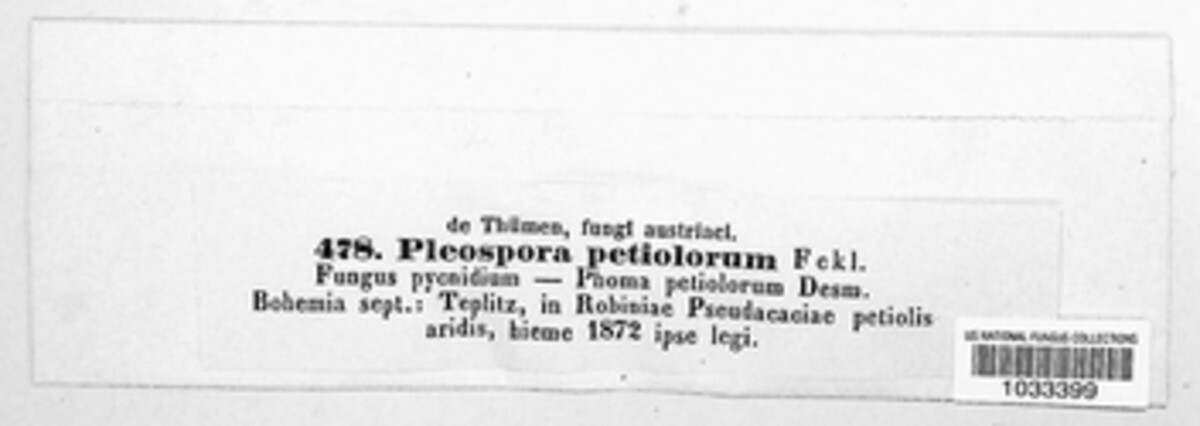 de Thümen, fungi austriaci.
478. Pleospora petiolorum Fckl.
Fungus pycnidium — Phoma petiolorum Desm.
Bohemia sept.: Teplitz, in Robiniae Pseudacaciae petiolis
aridis, hieme 1872 ipse legi.
US NATIONAL FUNGUS COLLECTIONS
1033399